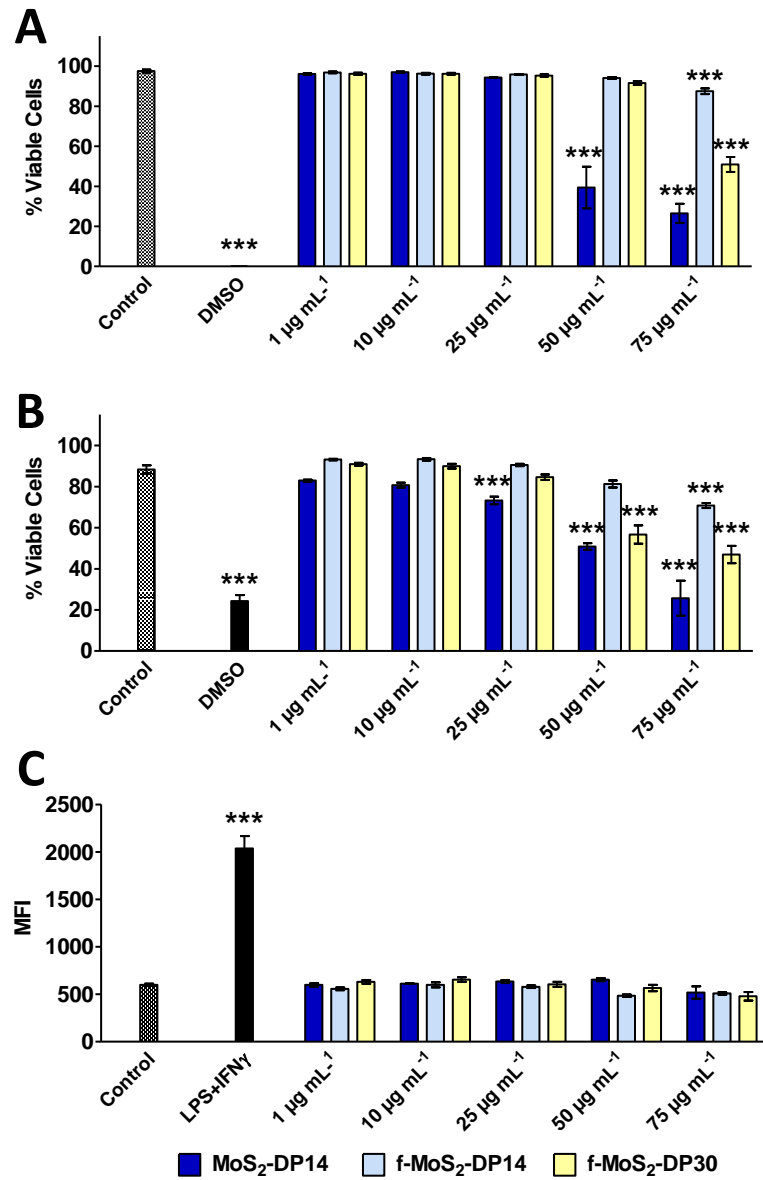 A
% Viable Cells
100
80
60
40
20
0
***
***
***
***
***
Control
DMSO
1 µg mL-¹
10 µg mL⁻¹
25 µg mL⁻¹
50 µg mL⁻¹
75 µg mL⁻¹
B
% Viable Cells
100
80
60
40
20
0
***
***
***
***
***
***
***
Control
DMSO
1 µg mL-¹
10 µg mL⁻¹
25 µg mL⁻¹
50 µg mL⁻¹
75 µg mL⁻¹
C
MFI
2500
2000
1500
1000
500
0
***
Control
LPS+IFNγ
1 µg mL-¹
10 µg mL⁻¹
25 µg mL⁻¹
50 µg mL⁻¹
75 µg mL⁻¹
MoS₂-DP14 f-MoS₂-DP14 f-MoS₂-DP30